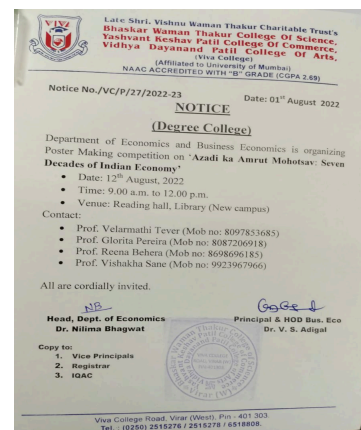 VIVA
Late Shri. Vishnu Waman Thakur Charitable Trust's
Bhaskar Waman Thakur College Of Science,
Yashvant Keshav Patil College Of Commerce,
Vidhya Dayanand Patil College Of Arts,
(Viva College)
(Affiliated to University of Mumbai)
NAAC ACCREDITED WITH "B" GRADE (CGPA 2.69)
Notice No./VC/P/27/2022-23
Date: 01st August 2022
NOTICE
(Degree College)
Department of Economics and Business Economics is organizing
Poster Making competition on 'Azadi ka Amrut Mohotsav: Seven
Decades of Indian Economy'
• Date: 12th August, 2022
• Time: 9.00 a.m. to 12.00 p.m.
• Venue: Reading hall, Library (New campus)
Contact:
• Prof. Velarmathi Tever (Mob no: 8097853685)
• Prof. Glorita Pereira (Mob no: 8087206918)
• Prof. Reena Behera (Mob no: 8698696185)
• Prof. Vishakha Sane (Mob no: 9923967966)
All are cordially invited.
NB
Head, Dept. of Economics
Dr. Nilima Bhagwat
Principal & HOD Bus. Eco
Dr. V. S. Adigal
Copy to:
1. Vice Principals
2. Registrar
3. IQAC
Viva College Road, Virar (West), Pin - 401 303.
Tel. : (0250) 2515276 / 2515278 / 6518808.